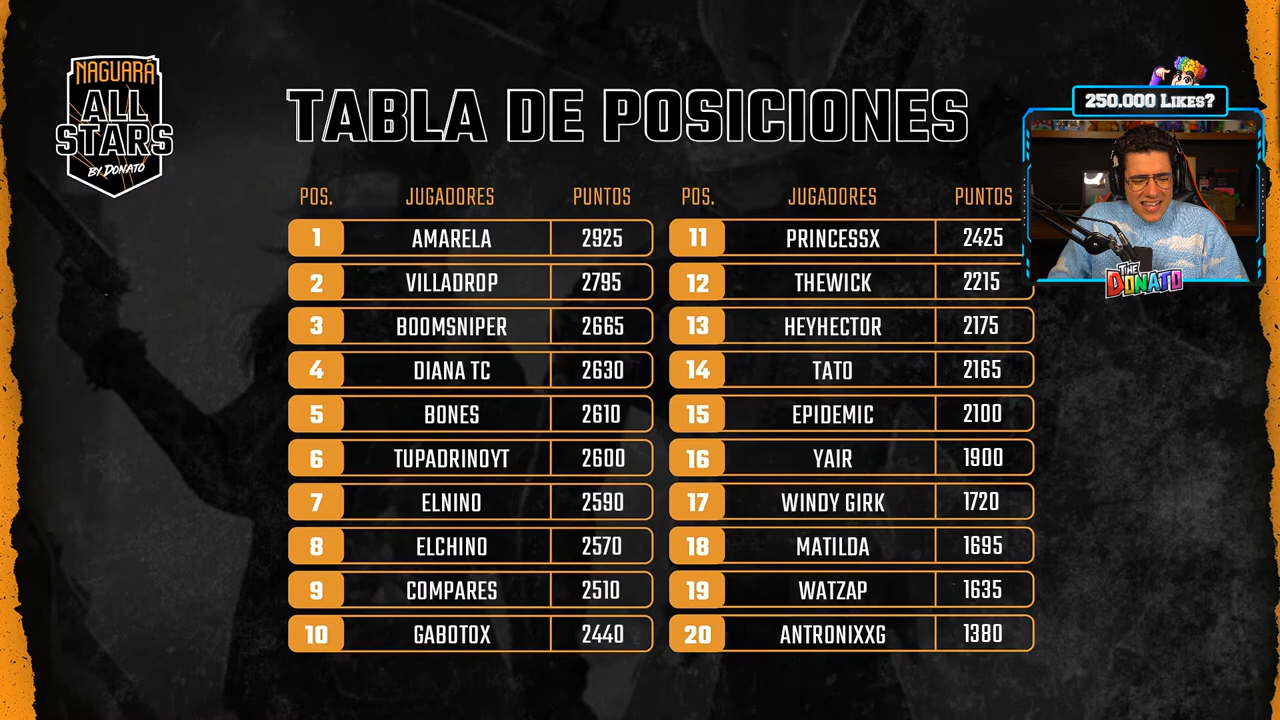 NAGUARÁ
ALL
STARS
BY DONATO
TABLA DE POSICIONES
250.000 LIKES?
THE
DONATO
POS. JUGADORES PUNTOS
1 AMARELA 2925
2 VILLADROP 2795
3 BOOMSNIPER 2665
4 DIANA TC 2630
5 BONES 2610
6 TUPADRINOYT 2600
7 ELNINO 2590
8 ELCHINO 2570
9 COMPARES 2510
10 GABOTOX 2440
POS. JUGADORES PUNTOS
11 PRINCESSX 2425
12 THEWICK 2215
13 HEYHECTOR 2175
14 TATO 2165
15 EPIDEMIC 2100
16 YAIR 1900
17 WINDY GIRK 1720
18 MATILDA 1695
19 WATZAP 1635
20 ANTRONIXXG 1380